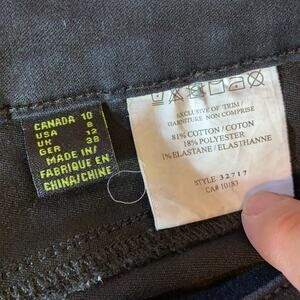 CANADA 10
USA 8
UK 12
GER 38
MADE IN/
FABRIQUE EN
CHINA/CHINE
EXCLUSIVE OF TRIM/
GARNITURE NON COMPRISE
81% COTTON / COTON
18% POLYESTER
1% ELASTANE / ELASTHANNE
STYLE: 32717
CA# 10183